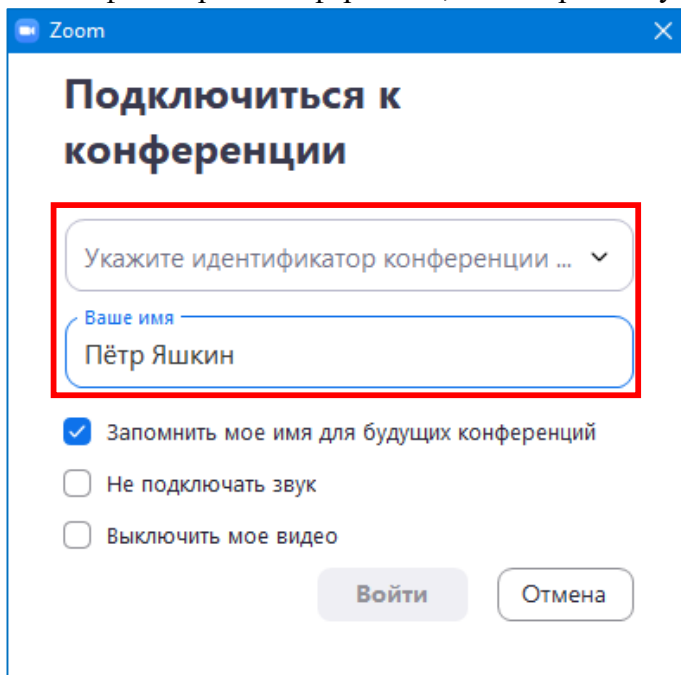 Zoom
Подключиться к
конференции
Укажите идентификатор конференции ...
Ваше имя
Пётр Яшкин
Запомнить мое имя для будущих конференций
Не подключать звук
Выключить мое видео
Войти Отмена